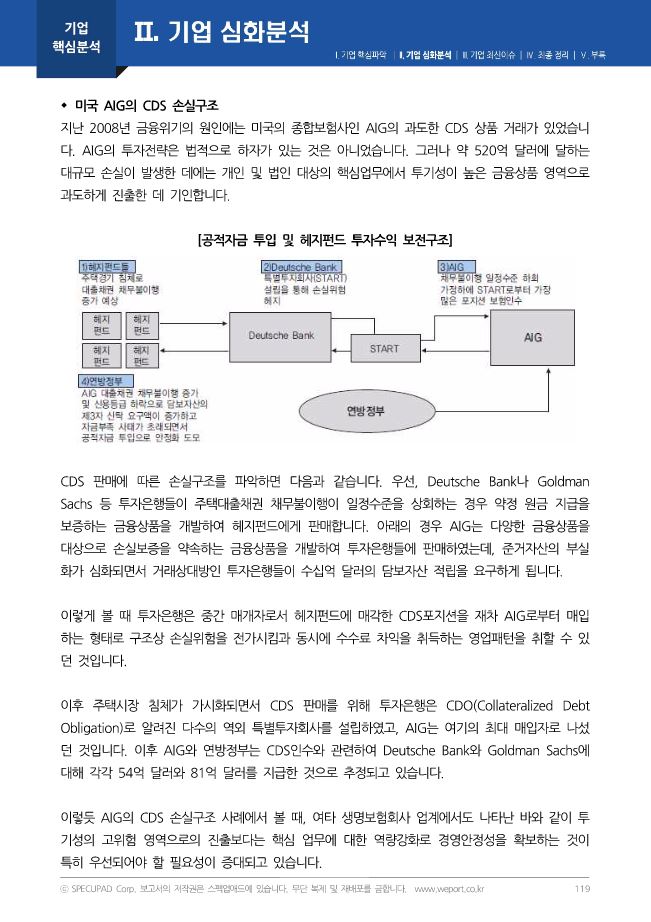 기업
핵심분석
Ⅱ. 기업 심화분석
Ⅰ. 기업 핵심파악 | Ⅱ. 기업 심화분석 | Ⅲ. 기업 최신이슈 | Ⅳ. 최종 정리 | Ⅴ. 부록
◆ 미국 AIG의 CDS 손실구조
지난 2008년 금융위기의 원인에는 미국의 종합보험사인 AIG의 과도한 CDS 상품 거래가 있었습니
다. AIG의 투자전략은 법적으로 하자가 있는 것은 아니었습니다. 그러나 약 520억 달러에 달하는
대규모 손실이 발생한 데에는 개인 및 법인 대상의 핵심업무에서 투기성이 높은 금융상품 영역으로
과도하게 진출한 데 기인합니다.
[공적자금 투입 및 헤지펀드 투자수익 보전구조]
1)헤지펀드들
주택경기 침체로
대출채권 채무불이행
증가 예상
2)Deutsche Bank
특별투자회사(START)
설립을 통해 손실위험
헤지
3)AIG
채무불이행 일정수준 하회
가정하에 START로부터 가장
많은 포지션 보험인수
헤지
펀드
헤지
펀드
헤지
펀드
헤지
펀드
Deutsche Bank
START
AIG
4)연방정부
AIG 대출채권 채무불이행 증가
및 신용등급 하락으로 담보자산의
제3자 신탁 요구액이 증가하고
자금부족 사태가 초래되면서
공적자금 투입으로 안정화 도모
연방정부
CDS 판매에 따른 손실구조를 파악하면 다음과 같습니다. 우선, Deutsche Bank나 Goldman
Sachs 등 투자은행들이 주택대출채권 채무불이행이 일정수준을 상회하는 경우 약정 원금 지급을
보증하는 금융상품을 개발하여 헤지펀드에게 판매합니다. 아래의 경우 AIG는 다양한 금융상품을
대상으로 손실보증을 약속하는 금융상품을 개발하여 투자은행들에 판매하였는데, 준거자산의 부실
화가 심화되면서 거래상대방인 투자은행들이 수십억 달러의 담보자산 적립을 요구하게 됩니다.
이렇게 볼 때 투자은행은 중간 매개자로서 헤지펀드에 매각한 CDS포지션을 재차 AIG로부터 매입
하는 형태로 구조상 손실위험을 전가시킴과 동시에 수수료 차익을 취득하는 영업패턴을 취할 수 있
던 것입니다.
이후 주택시장 침체가 가시화되면서 CDS 판매를 위해 투자은행은 CDO(Collateralized Debt
Obligation)로 알려진 다수의 역외 특별투자회사를 설립하였고, AIG는 여기의 최대 매입자로 나섰
던 것입니다. 이후 AIG와 연방정부는 CDS인수와 관련하여 Deutsche Bank와 Goldman Sachs에
대해 각각 54억 달러와 81억 달러를 지급한 것으로 추정되고 있습니다.
이렇듯 AIG의 CDS 손실구조 사례에서 볼 때, 여타 생명보험회사 업계에서도 나타난 바와 같이 투
기성의 고위험 영역으로의 진출보다는 핵심 업무에 대한 역량강화로 경영안정성을 확보하는 것이
특히 우선되어야 할 필요성이 증대되고 있습니다.
ⓒ SPECUPAD Corp. 보고서의 저작권은 스펙업애드에 있습니다. 무단 복제 및 재배포를 금합니다. www.weport.co.kr
119